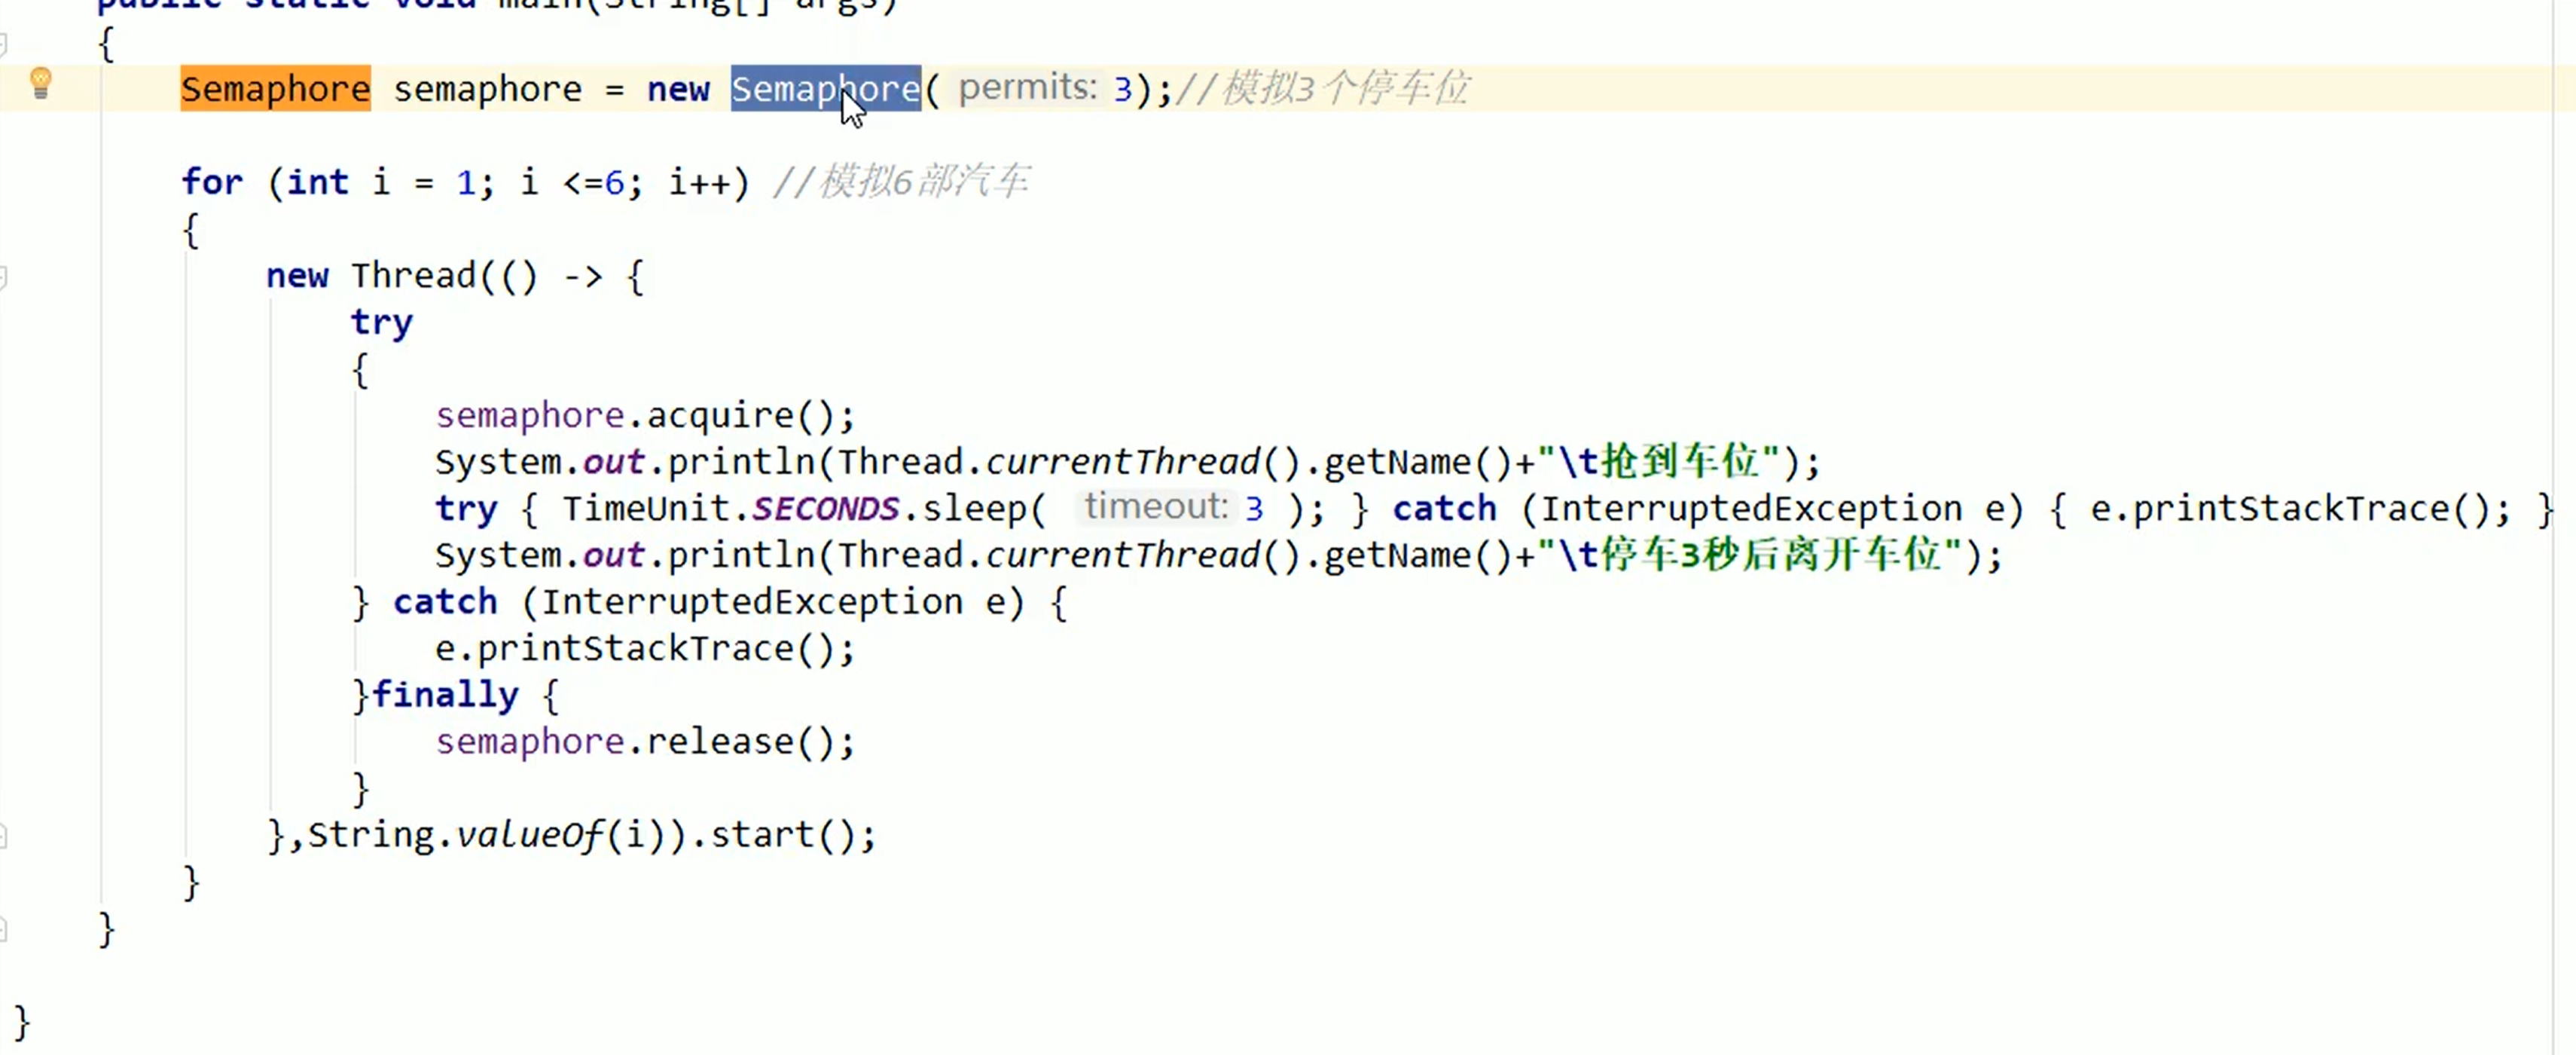 public static void main(String[] args)
{
Semaphore semaphore = new Semaphore( permits: 3);//模拟3个停车位
for (int i = 1; i <=6; i++) //模拟6部汽车
{
new Thread(() -> {
try
{
semaphore.acquire();
System.out.println(Thread.currentThread().getName()+"\t抢到车位");
try { TimeUnit.SECONDS.sleep( timeout: 3 ); } catch (InterruptedException e) { e.printStackTrace(); }
System.out.println(Thread.currentThread().getName()+"\t停车3秒后离开车位");
} catch (InterruptedException e) {
e.printStackTrace();
}finally {
semaphore.release();
}
},String.valueOf(i)).start();
}
}
}